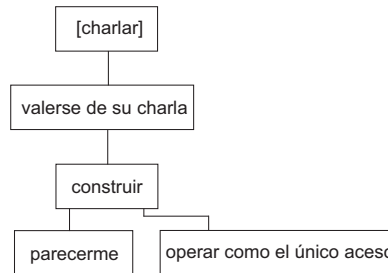 [charlar]
valerse de su charla
construir
parecerme
operar como el único aceso